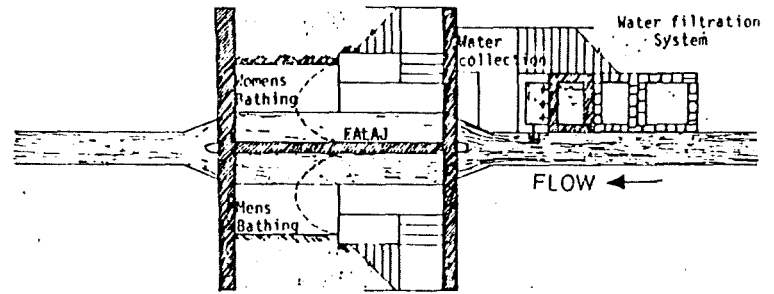 Water filtration
System
Water
collection
Womens
Bathing
FALAJ
FLOW
Mens
Bathing